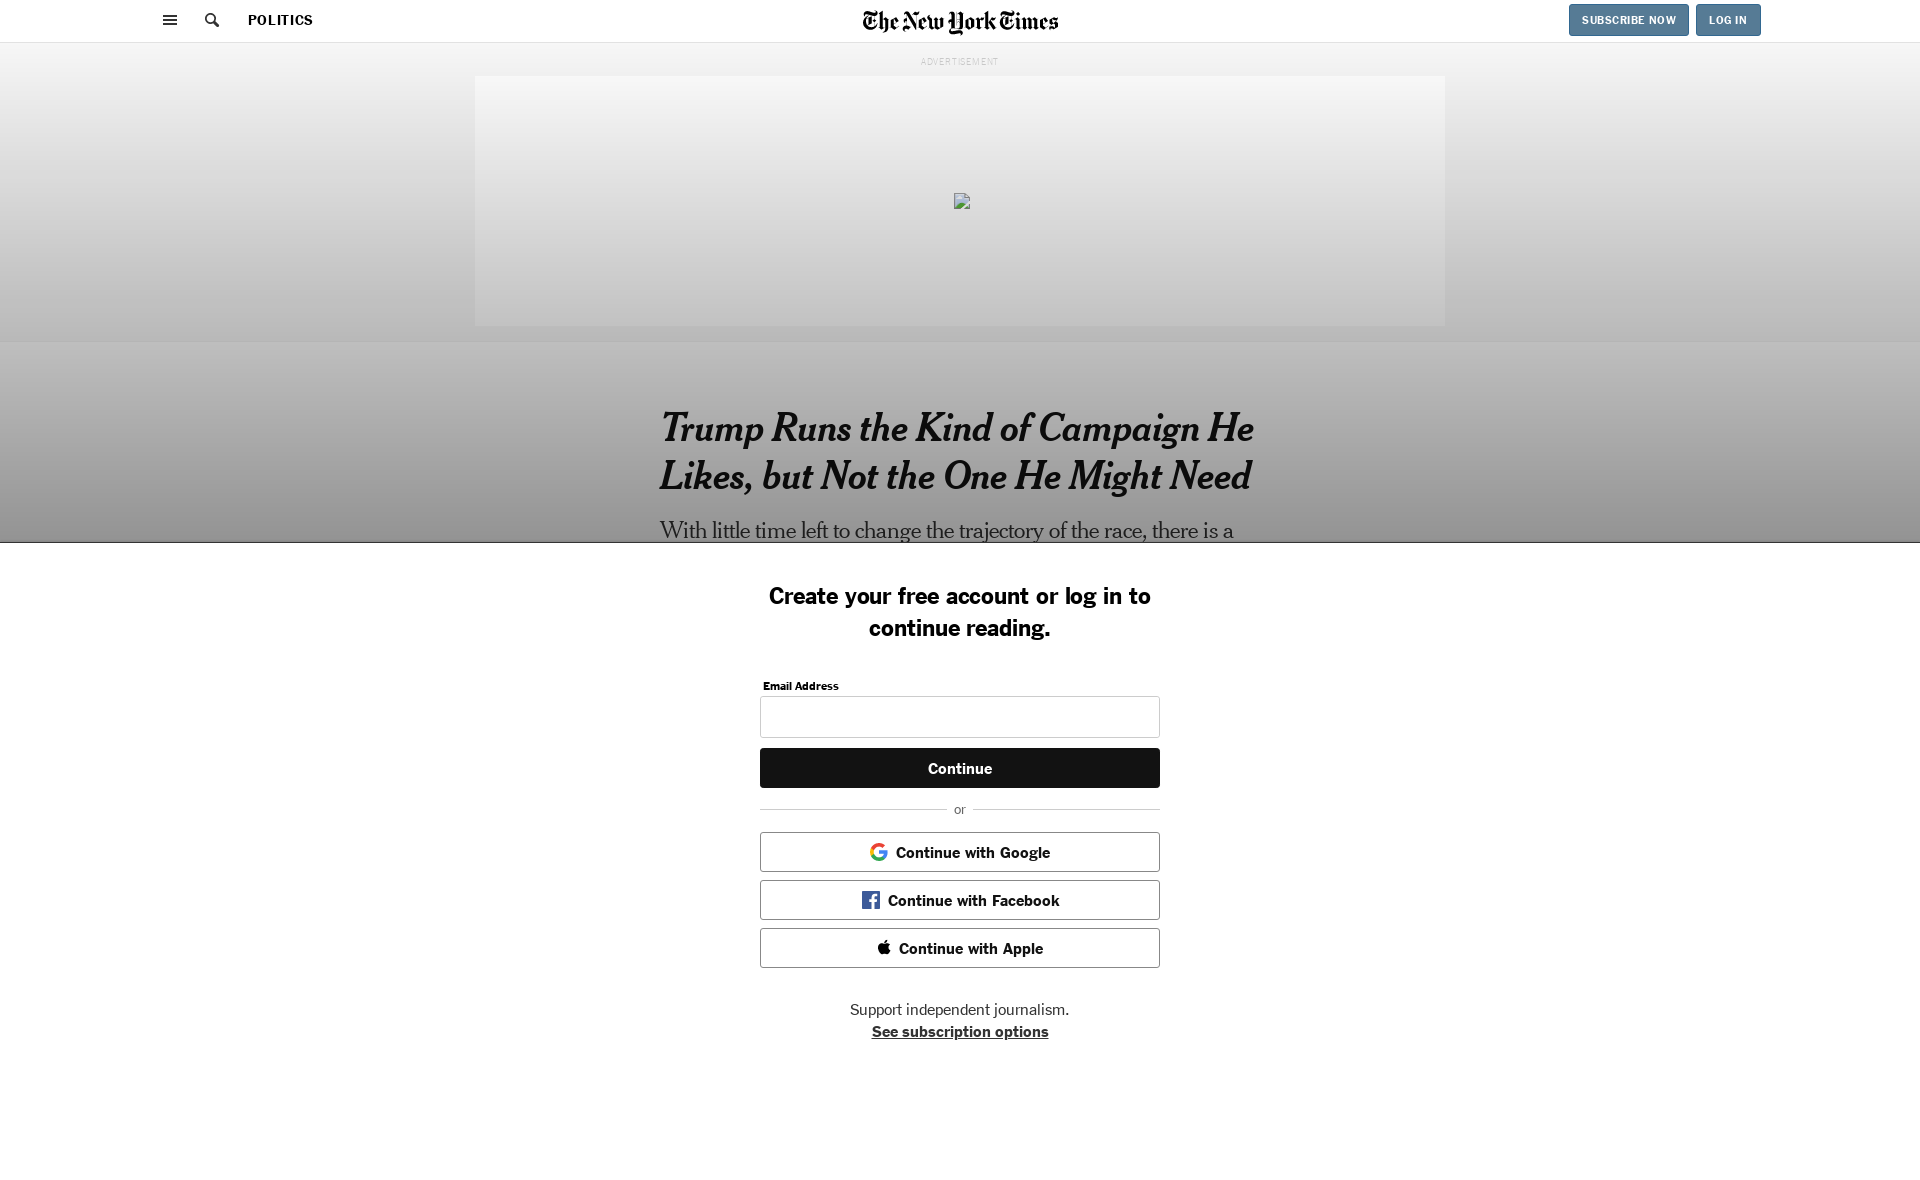 POLITICS
The New York Times
SUBSCRIBE NOW
LOG IN
ADVERTISEMENT
Trump Runs the Kind of Campaign He
Likes, but Not the One He Might Need
With little time left to change the trajectory of the race, there is a
Create your free account or log in to
continue reading.
Email Address
Continue
or
Continue with Google
Continue with Facebook
Continue with Apple
Support independent journalism.
See subscription options